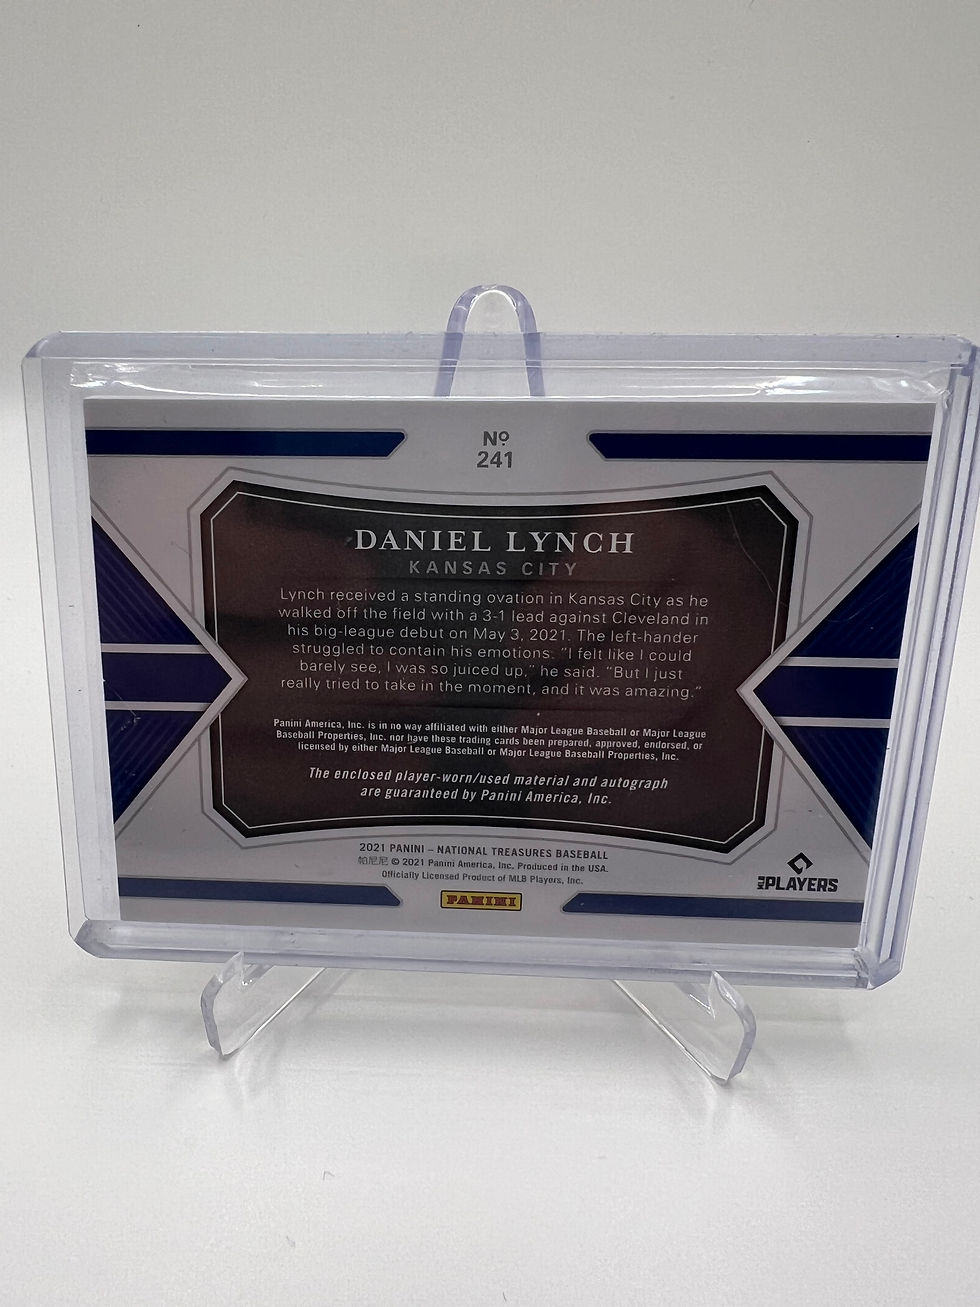 Nº
241
DANIEL LYNCH
KANSAS CITY
Lynch received a standing ovation in Kansas City as he
walked off the field with a 3-1 lead against Cleveland in
his big-league debut on May 3, 2021. The left-hander
struggled to contain his emotions. "I felt like I could
barely see, I was so juiced up," he said. "But I just
really tried to take in the moment, and it was amazing."
Panini America, Inc. is in no way affiliated with either Major League Baseball or Major League
Baseball Properties, Inc. nor have these trading cards been prepared, approved, endorsed, or
licensed by either Major League Baseball or Major League Baseball Properties, Inc.
The enclosed player-worn/used material and autograph
are guaranteed by Panini America, Inc.
2021 PANINI – NATIONAL TREASURES BASEBALL
帕尼尼 © 2021 Panini America, Inc. Produced in the USA.
Officially Licensed Product of MLB Players, Inc.
PANINI
MLB PLAYERS